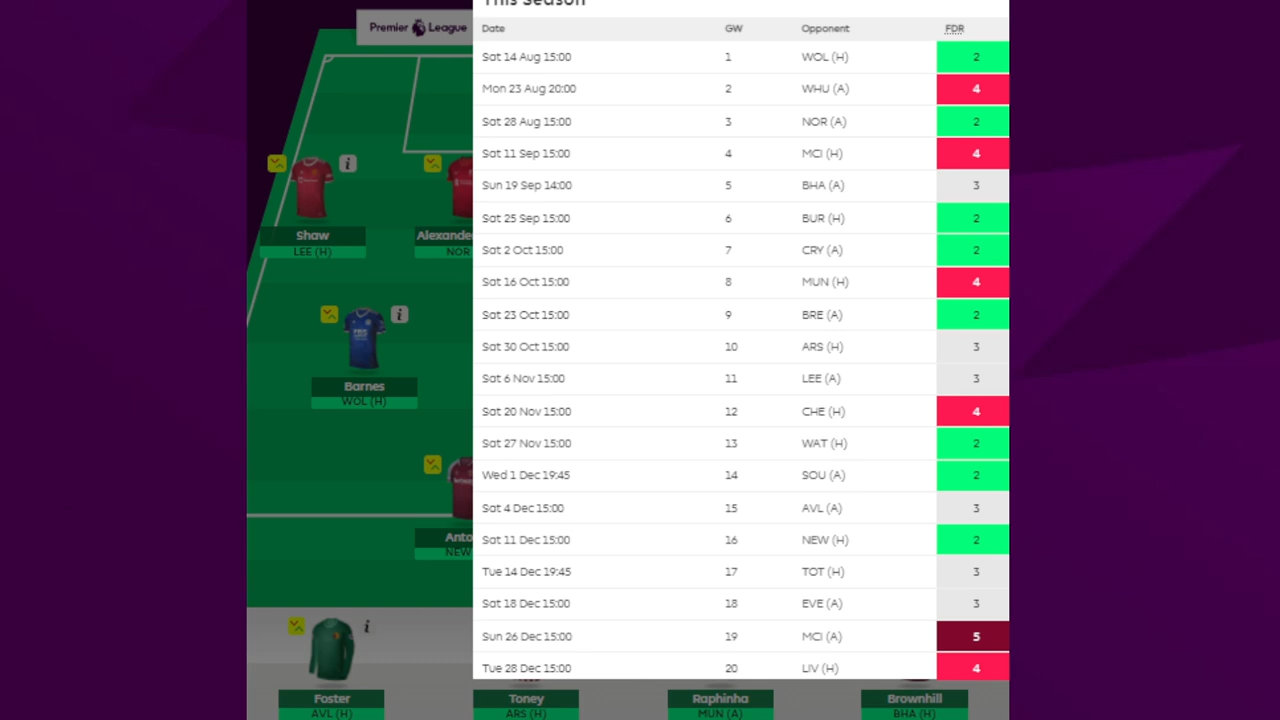 This Season
Premier League
Date GW Opponent FDR
Sat 14 Aug 15:00 1 WOL (H) 2
Mon 23 Aug 20:00 2 WHU (A) 4
Sat 28 Aug 15:00 3 NOR (A) 2
Sat 11 Sep 15:00 4 MCI (H) 4
Sun 19 Sep 14:00 5 BHA (A) 3
Sat 25 Sep 15:00 6 BUR (H) 2
Sat 2 Oct 15:00 7 CRY (A) 2
Sat 16 Oct 15:00 8 MUN (H) 4
Sat 23 Oct 15:00 9 BRE (A) 2
Sat 30 Oct 15:00 10 ARS (H) 3
Sat 6 Nov 15:00 11 LEE (A) 3
Sat 20 Nov 15:00 12 CHE (H) 4
Sat 27 Nov 15:00 13 WAT (H) 2
Wed 1 Dec 19:45 14 SOU (A) 2
Sat 4 Dec 15:00 15 AVL (A) 3
Sat 11 Dec 15:00 16 NEW (H) 2
Tue 14 Dec 19:45 17 TOT (H) 3
Sat 18 Dec 15:00 18 EVE (A) 3
Sun 26 Dec 15:00 19 MCI (A) 5
Tue 28 Dec 15:00 20 LIV (H) 4
Shaw
LEE (H)
Alexande
NOR
Barnes
WOL (H)
Anto
NEW
Foster
AVL (H)
Toney
ARS (H)
Raphinha
MUN (A)
Brownhill
BHA (H)